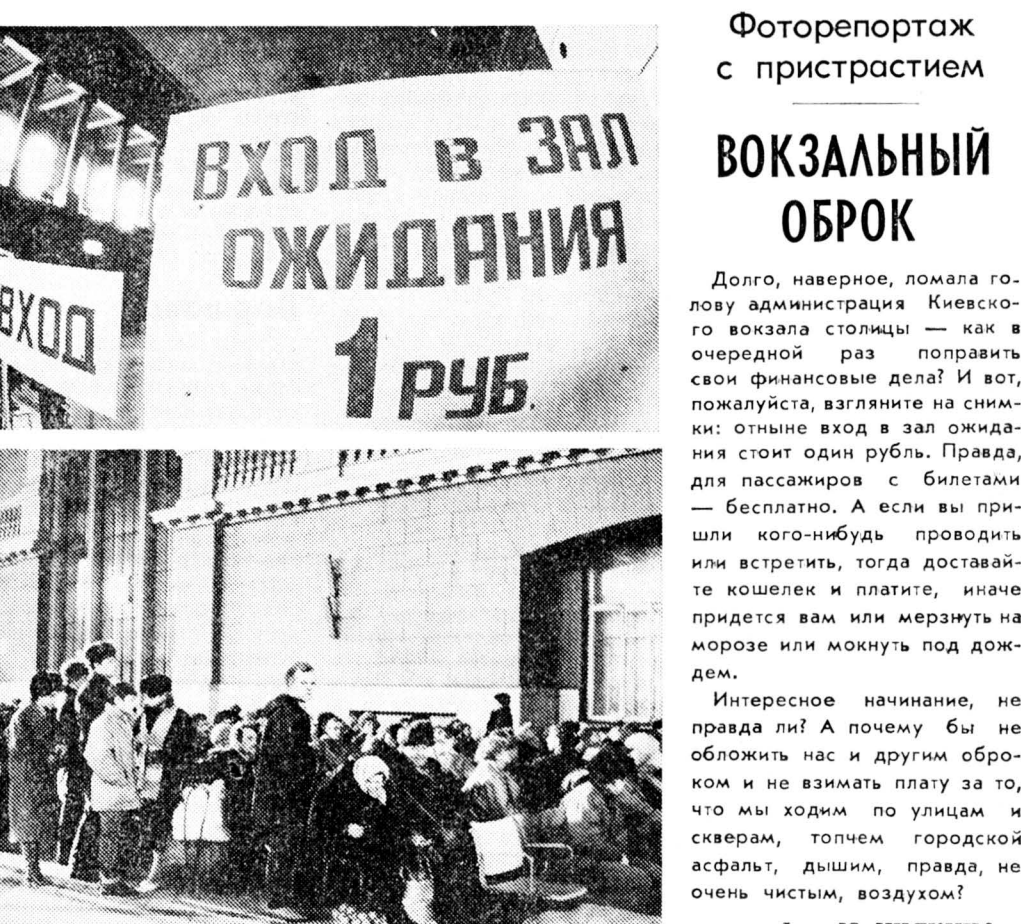 ВХОД В ЗАЛ
ОЖИДАНИЯ
1 РУБ.
ВХОД
Фоторепортаж
с пристрастием
ВОКЗАЛЬНЫЙ
ОБРОК
Долго, наверное, ломала го-
лову администрация Киевско-
го вокзала столицы — как в
очередной раз поправить
свои финансовые дела? И вот,
пожалуйста, взгляните на сним-
ки: отныне вход в зал ожида-
ния стоит один рубль. Правда,
для пассажиров с билетами
— бесплатно. А если вы при-
шли кого-нибудь проводить
или встретить, тогда доставай-
те кошелек и платите, иначе
придется вам или мерзнуть на
морозе или мокнуть под дож-
дем.
Интересное начинание, не
правда ли? А почему бы не
обложить нас и другим обро-
ком и не взимать плату за то,
что мы ходим по улицам и
скверам, топчем городской
асфальт, дышим, правда, не
очень чистым, воздухом?